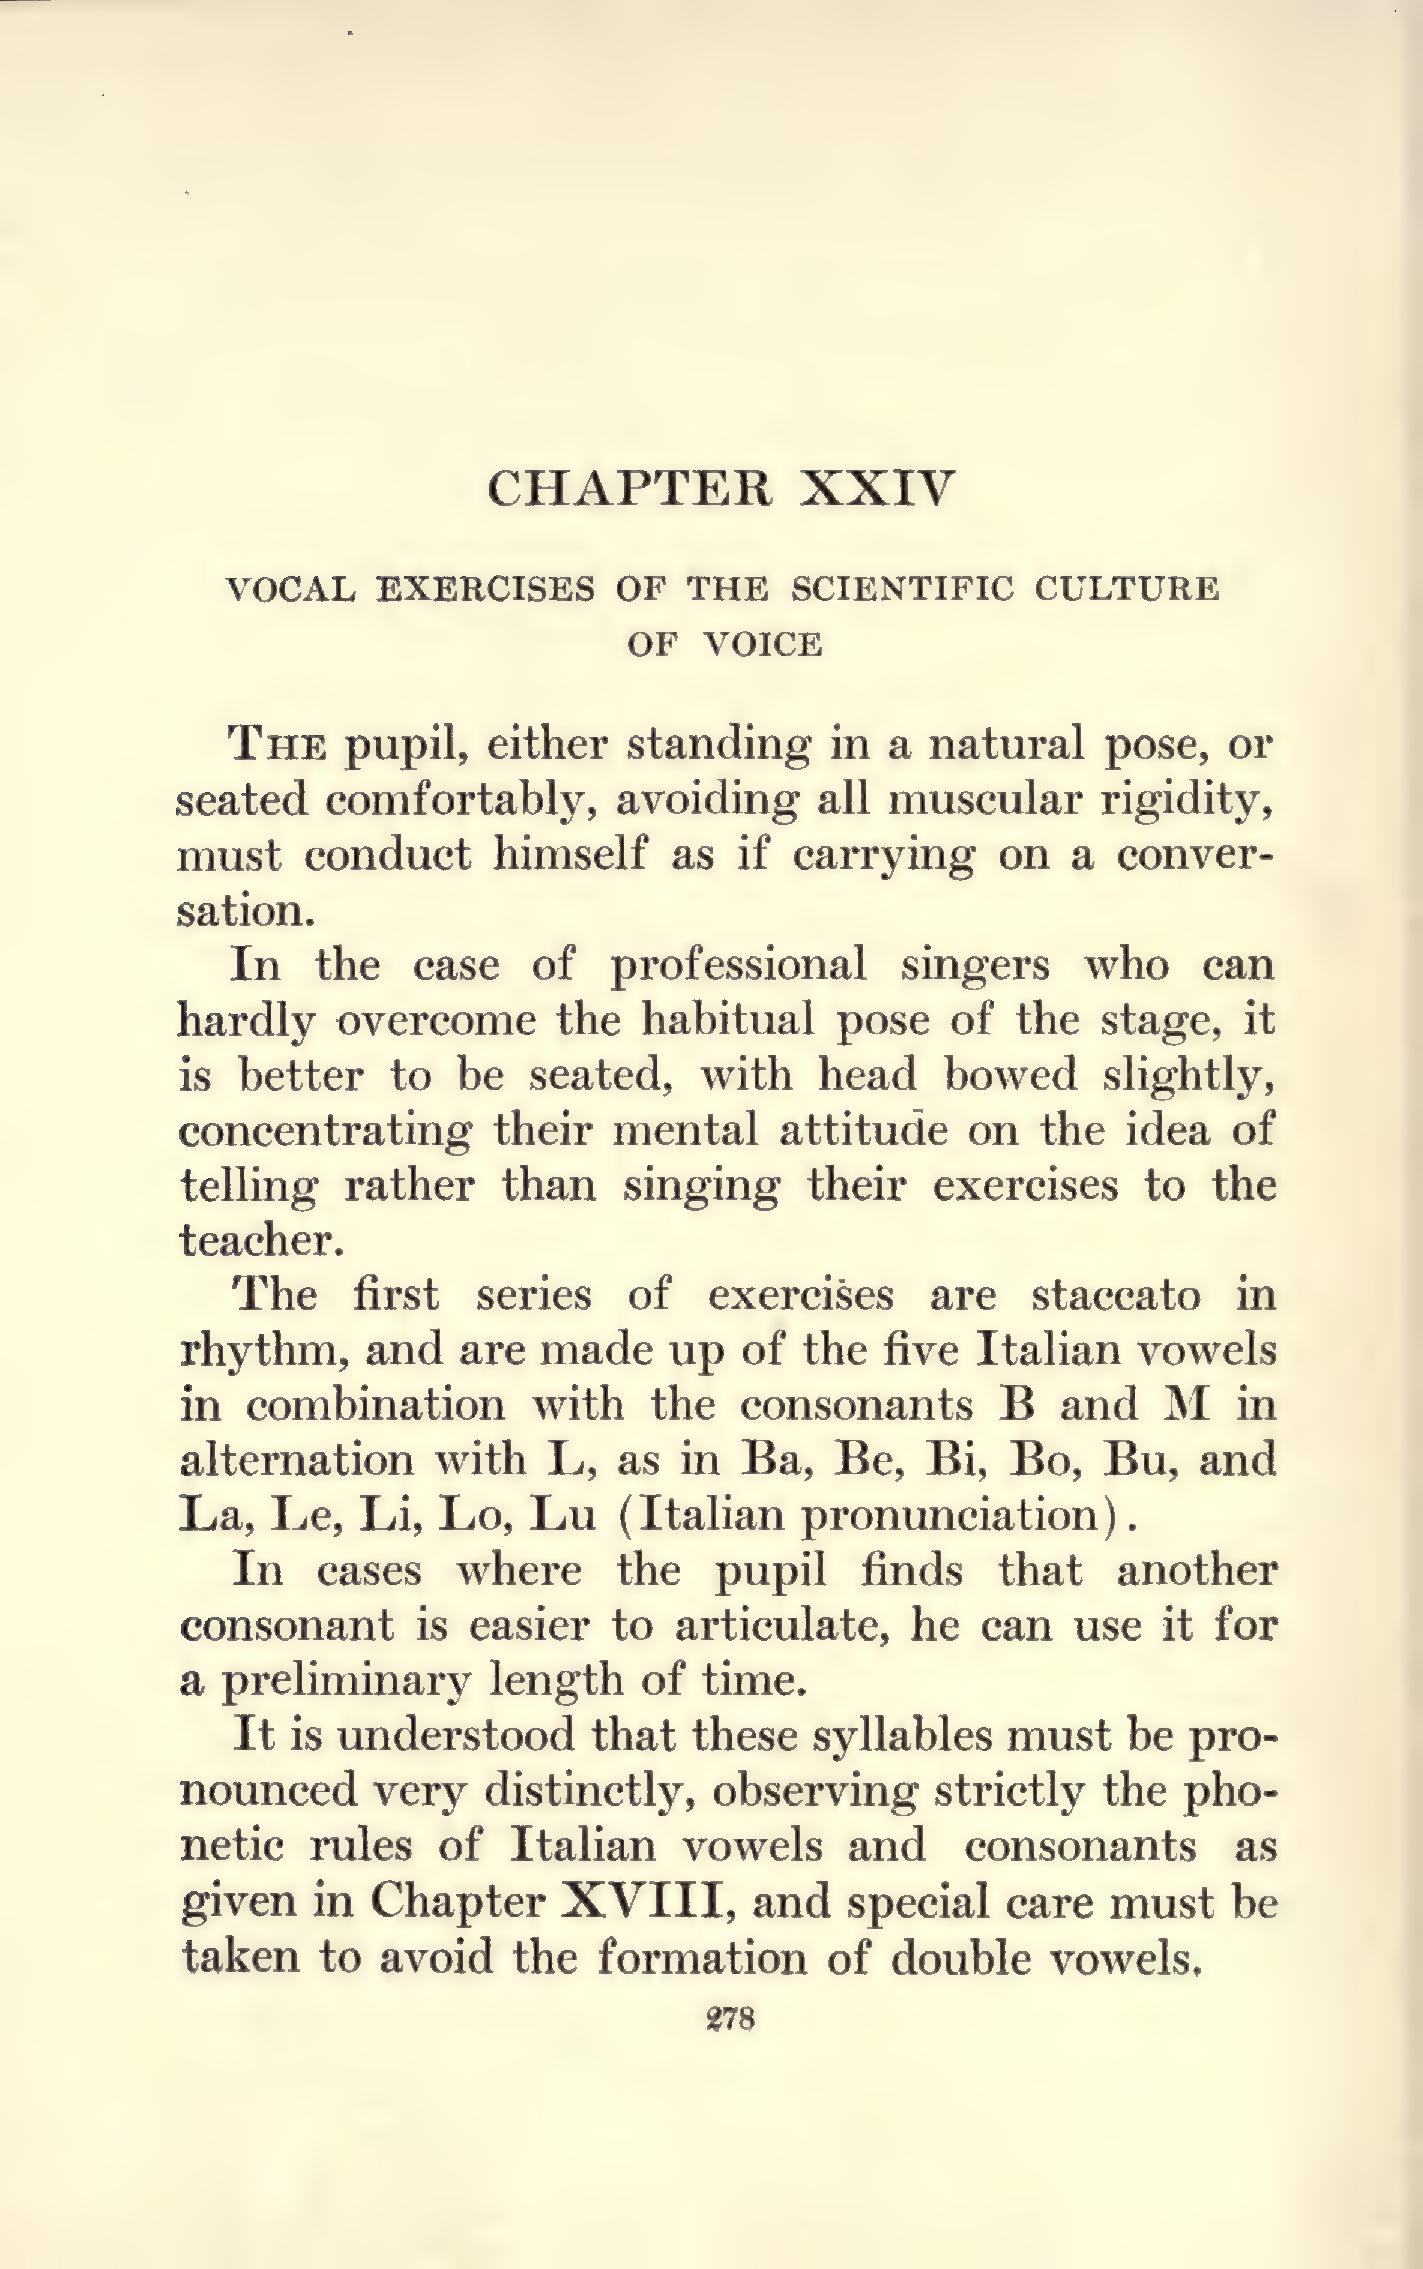 CHAPTER XXIV
VOCAL EXERCISES OF THE SCIENTIFIC CULTURE
OF VOICE
THE pupil, either standing in a natural pose, or
seated comfortably, avoiding all muscular rigidity,
must conduct himself as if carrying on a conver-
sation.
In the case of professional singers who can
hardly overcome the habitual pose of the stage, it
is better to be seated, with head bowed slightly,
concentrating their mental attitude on the idea of
telling rather than singing their exercises to the
teacher.
The first series of exercises are staccato in
rhythm, and are made up of the five Italian vowels
in combination with the consonants B and M in
alternation with L, as in Ba, Be, Bi, Bo, Bu, and
La, Le, Li, Lo, Lu (Italian pronunciation).
In cases where the pupil finds that another
consonant is easier to articulate, he can use it for
a preliminary length of time.
It is understood that these syllables must be pro-
nounced very distinctly, observing strictly the pho-
netic rules of Italian vowels and consonants as
given in Chapter XVIII, and special care must be
taken to avoid the formation of double vowels.
278